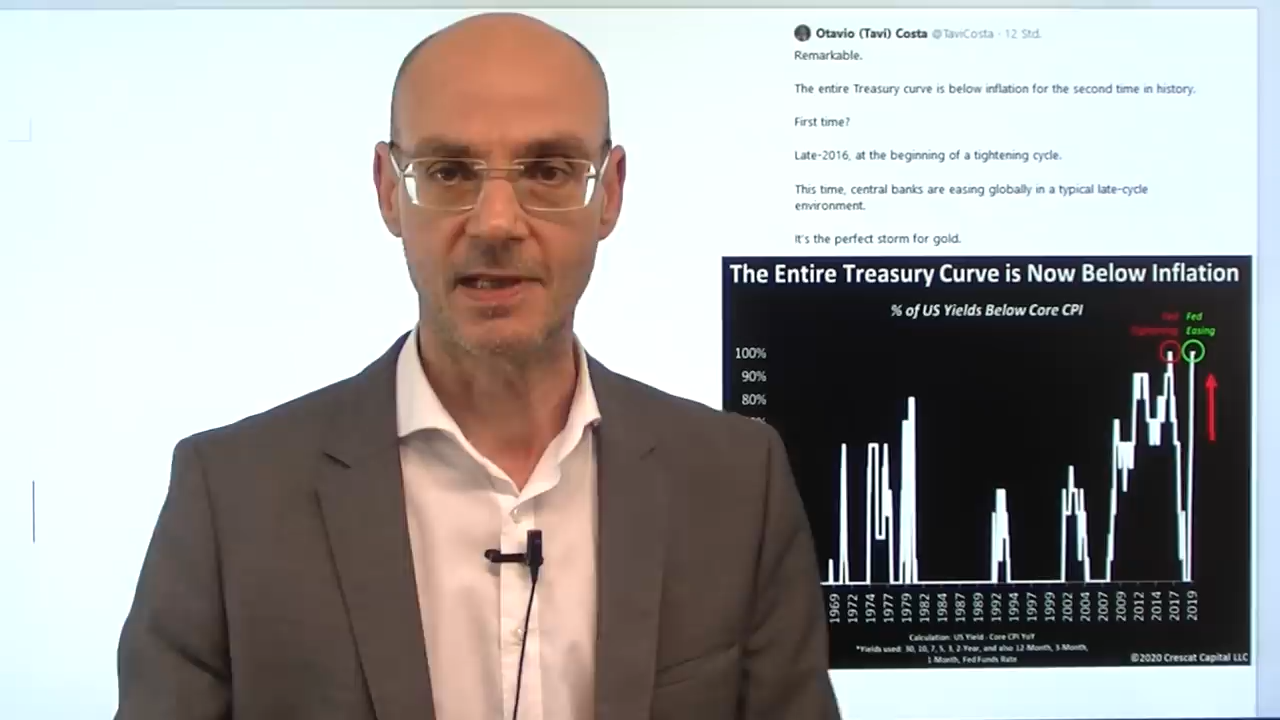 Otavio (Tavi) Costa @TaviCosta · 12 Std.
Remarkable.
The entire Treasury curve is below inflation for the second time in history.
First time?
Late-2016, at the beginning of a tightening cycle.
This time, central banks are easing globally in a typical late-cycle
environment.
It's the perfect storm for gold.
The Entire Treasury Curve is Now Below Inflation
% of US Yields Below Core CPI
Fed
Tightening
Fed
Easing
100%
90%
80%
1969 1972 1974 1977 1979 1982 1984 1987 1989 1992 1994 1997 1999 2002 2004 2007 2009 2012 2014 2017 2019
Calculation: US Yield - Core CPI YoY
*Yields used: 30, 10, 7, 5, 3, 2-Year, and also 12-Month, 3-Month,
1-Month, Fed Funds Rate
©2020 Crescat Capital LLC